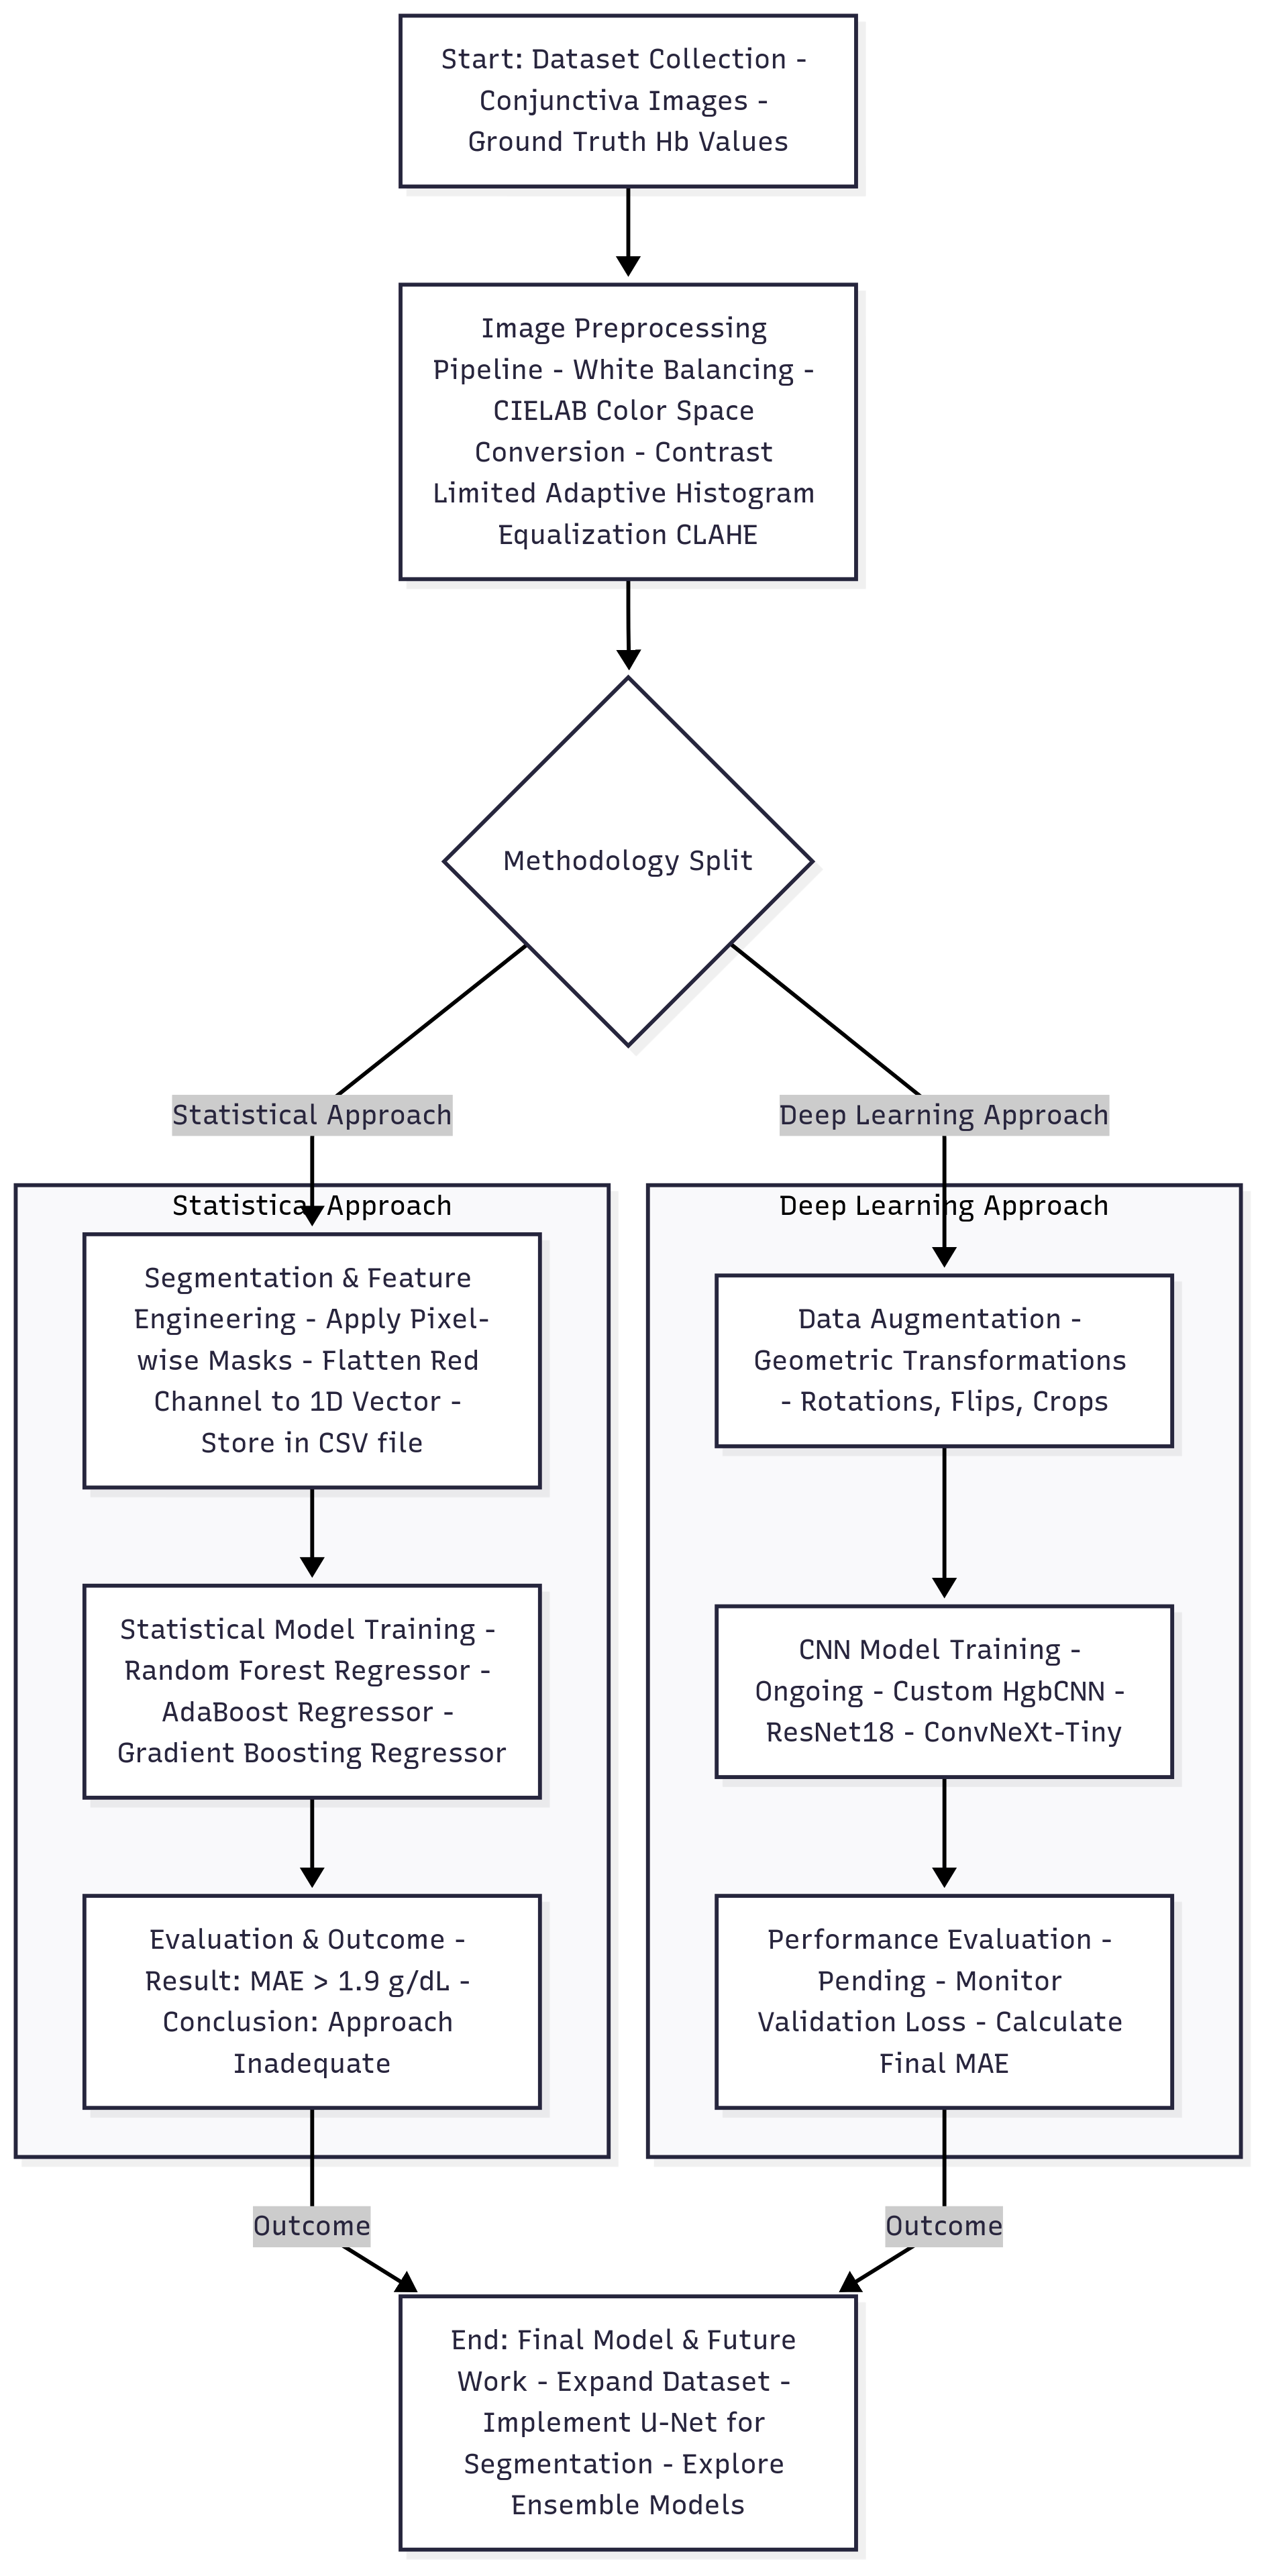 Start: Dataset Collection -
Conjunctiva Images -
Ground Truth Hb Values
Image Preprocessing
Pipeline - White Balancing -
CIELAB Color Space
Conversion - Contrast
Limited Adaptive Histogram
Equalization CLAHE
Methodology Split
Statistical Approach
Deep Learning Approach
Statistical Approach
Segmentation & Feature
Engineering - Apply Pixel-
wise Masks - Flatten Red
Channel to 1D Vector -
Store in CSV file
Statistical Model Training -
Random Forest Regressor -
AdaBoost Regressor -
Gradient Boosting Regressor
Evaluation & Outcome -
Result: MAE > 1.9 g/dL -
Conclusion: Approach
Inadequate
Deep Learning Approach
Data Augmentation -
Geometric Transformations
- Rotations, Flips, Crops
CNN Model Training -
Ongoing - Custom HgbCNN -
ResNet18 - ConvNeXt-Tiny
Performance Evaluation -
Pending - Monitor
Validation Loss - Calculate
Final MAE
Outcome
Outcome
End: Final Model & Future
Work - Expand Dataset -
Implement U-Net for
Segmentation - Explore
Ensemble Models